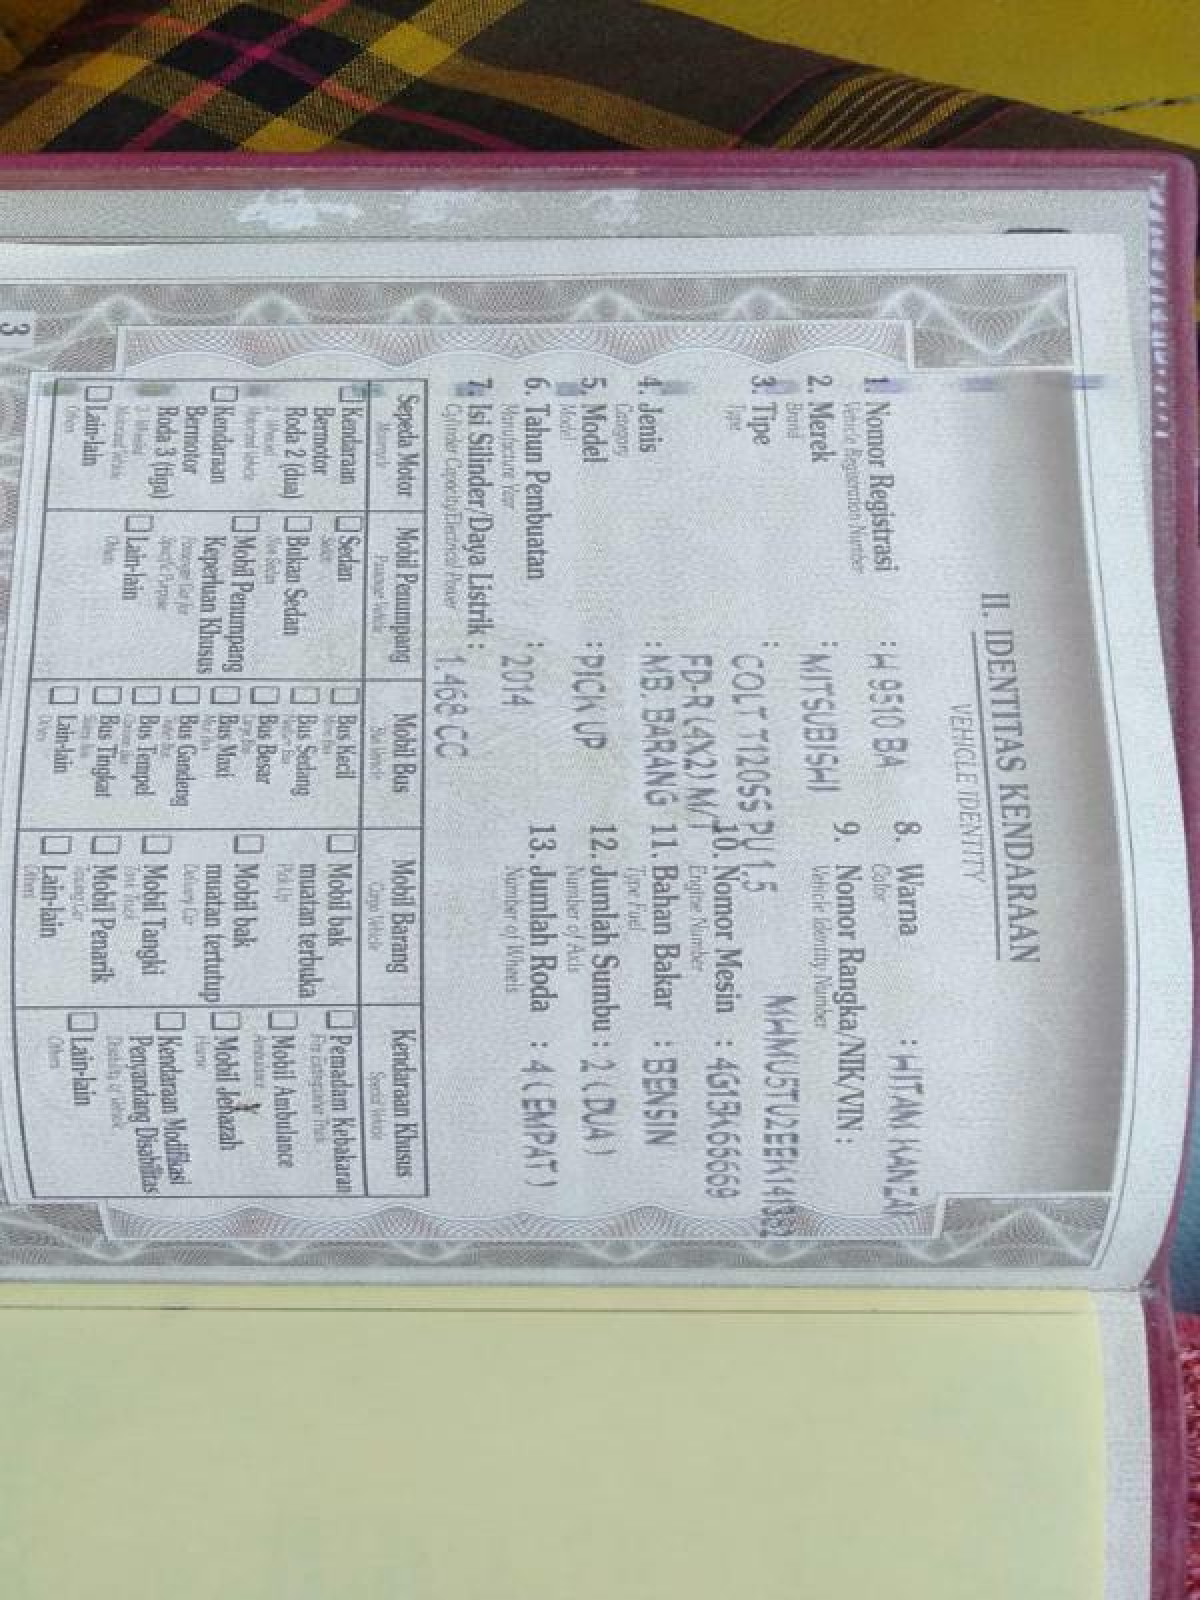 II. IDENTITAS KENDARAAN
VEHICLE IDENTITY
1. Nomor Registrasi : H 9510 BA
Vehicle Registration Number
2. Merek : MITSUBISHI
Brand
3. Tipe : COLT T120SS PU 1.5
Type
FD-R (4X2) M/T
4. Jenis : MB. BARANG
Category
5. Model : PICK UP
Model
6. Tahun Pembuatan : 2014
Manufacture Year
7. Isi Silinder/Daya Listrik : 1.468 CC
Cylinder Capacity/Electrical Power
8. Warna : HITAM KANZAI
Color
9. Nomor Rangka/NIK/VIN :
Vehicle Identity Number
10. Nomor Mesin :
Engine Number
11. Bahan Bakar : BENSIN
Type Fuel
12. Jumlah Sumbu : 2 ( DUA )
Number of Axis
13. Jumlah Roda : 4 ( EMPAT )
Number of Wheels
Sepeda Motor
Motorcycle
Kendaraan
Bermotor
Roda 2 (dua)
Kendaraan
Bermotor
Roda 3 (tiga)
Lain-lain
Others
Mobil Penumpang
Passenger Vehicle
Sedan
Sedan
Bukan Sedan
Non Sedan
Mobil Penumpang
Keperluan Khusus
Lain-lain
Others
Mobil Bus
Bus Kecil
Bus Sedang
Bus Besar
Bus Maxi
Bus Gandeng
Bus Tempel
Bus Tingkat
Lain-lain
Others
Mobil Barang
Cargo Vehicle
Mobil bak
muatan terbuka
Pick Up
Mobil bak
muatan tertutup
Delivery Car
Mobil Tangki
Mobil Penarik
Lain-lain
Others
Kendaraan Khusus
Special Vehicle
Pemadam Kebakaran
Mobil Ambulance
Ambulance
Mobil Jenazah
Kendaraan Modifikasi
Penyandang Disabilitas
Lain-lain
Others
3